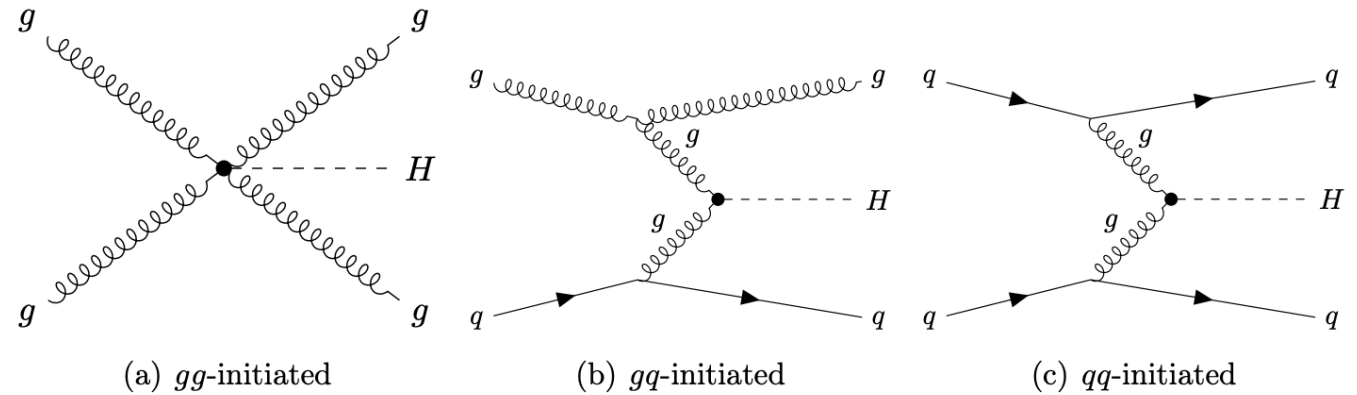 g g
H
g g
(a) gg-initiated
g g
g
H
g
q q
(b) gq-initiated
q q
g
H
g
q q
(c) qq-initiated